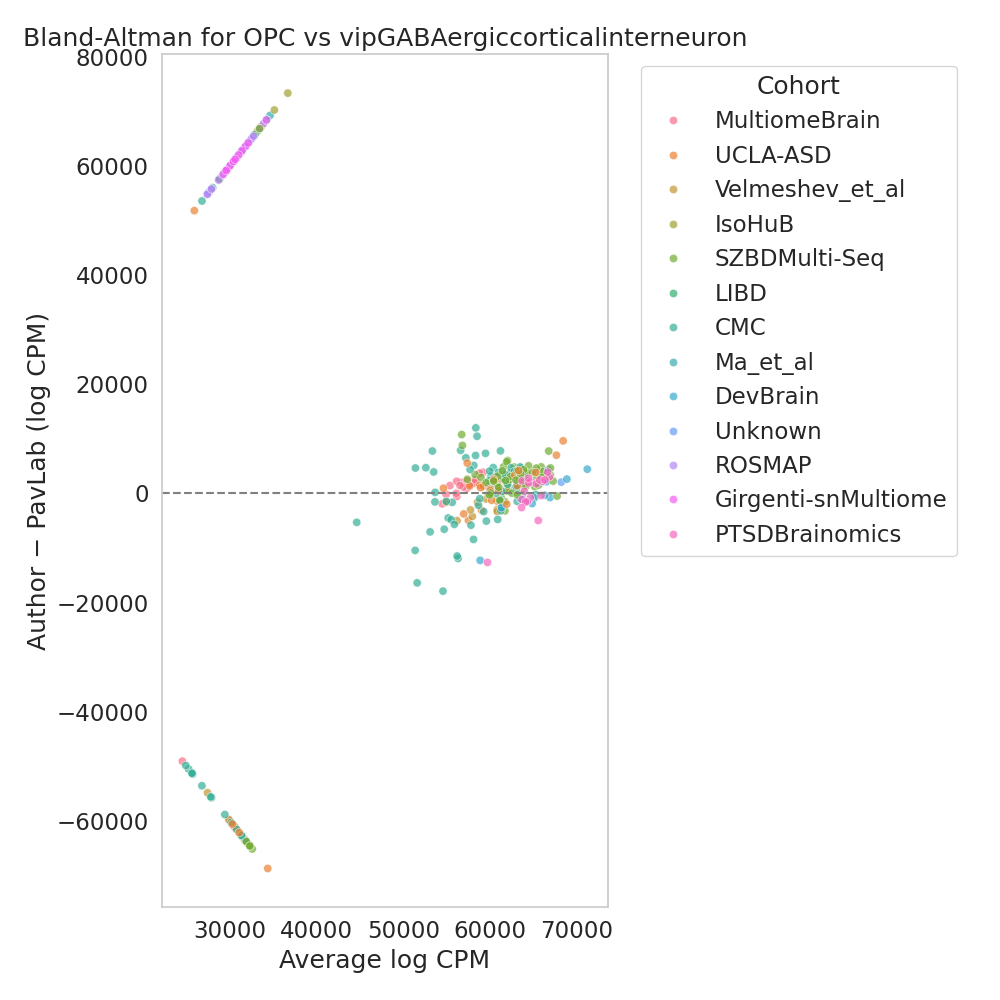 Bland-Altman for OPC vs vipGABAergiccorticalinterneuron
80000
60000
40000
20000
0
−20000
−40000
−60000
Author − PavLab (log CPM)
30000 40000 50000 60000 70000
Average log CPM
Cohort
MultiomeBrain
UCLA-ASD
Velmeshev_et_al
IsoHuB
SZBDMulti-Seq
LIBD
CMC
Ma_et_al
DevBrain
Unknown
ROSMAP
Girgenti-snMultiome
PTSDBrainomics